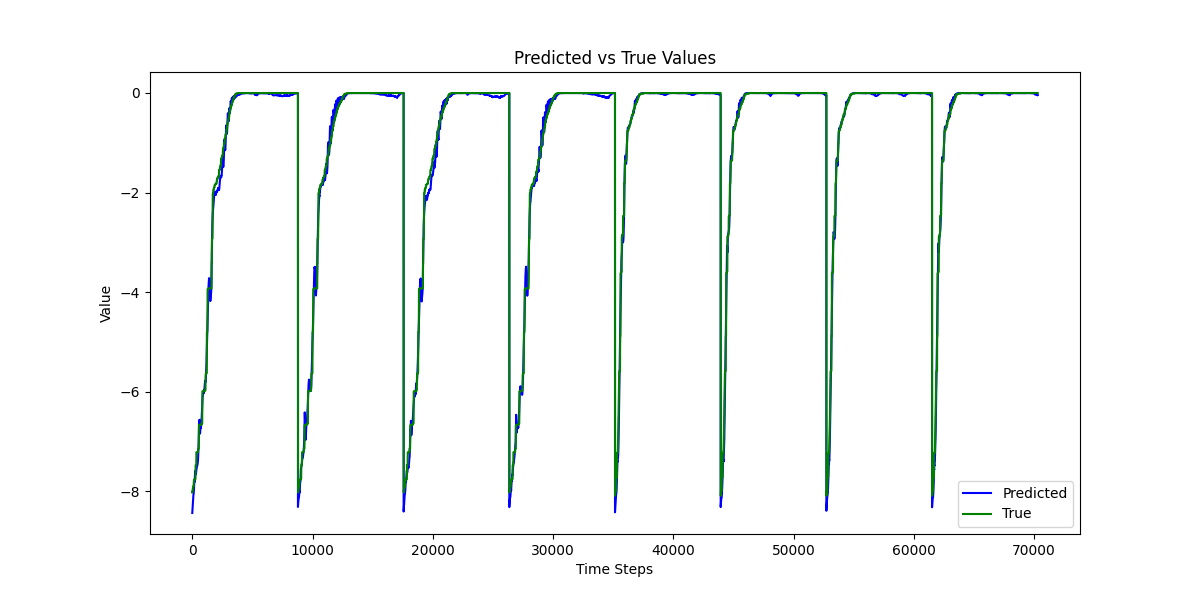 Predicted vs True Values
Value
0
−2
−4
−6
−8
0 10000 20000 30000 40000 50000 60000 70000
Time Steps
Predicted
True